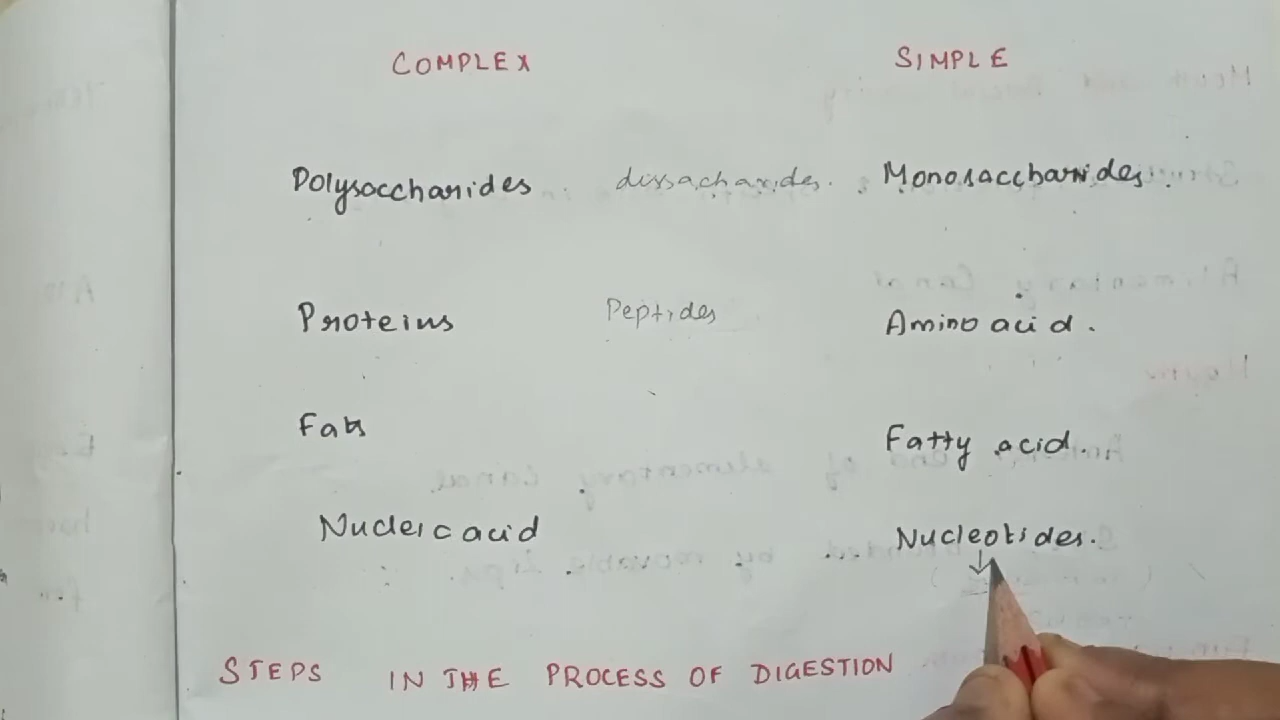 COMPLEX SIMPLE
Polysacchanides dissacharides. Monosaccharides.
Proteins Peptides Amino acid.
Fats Fatty acid.
Nucleic acid Nucleotides.
STEPS IN THE PROCESS OF DIGESTION